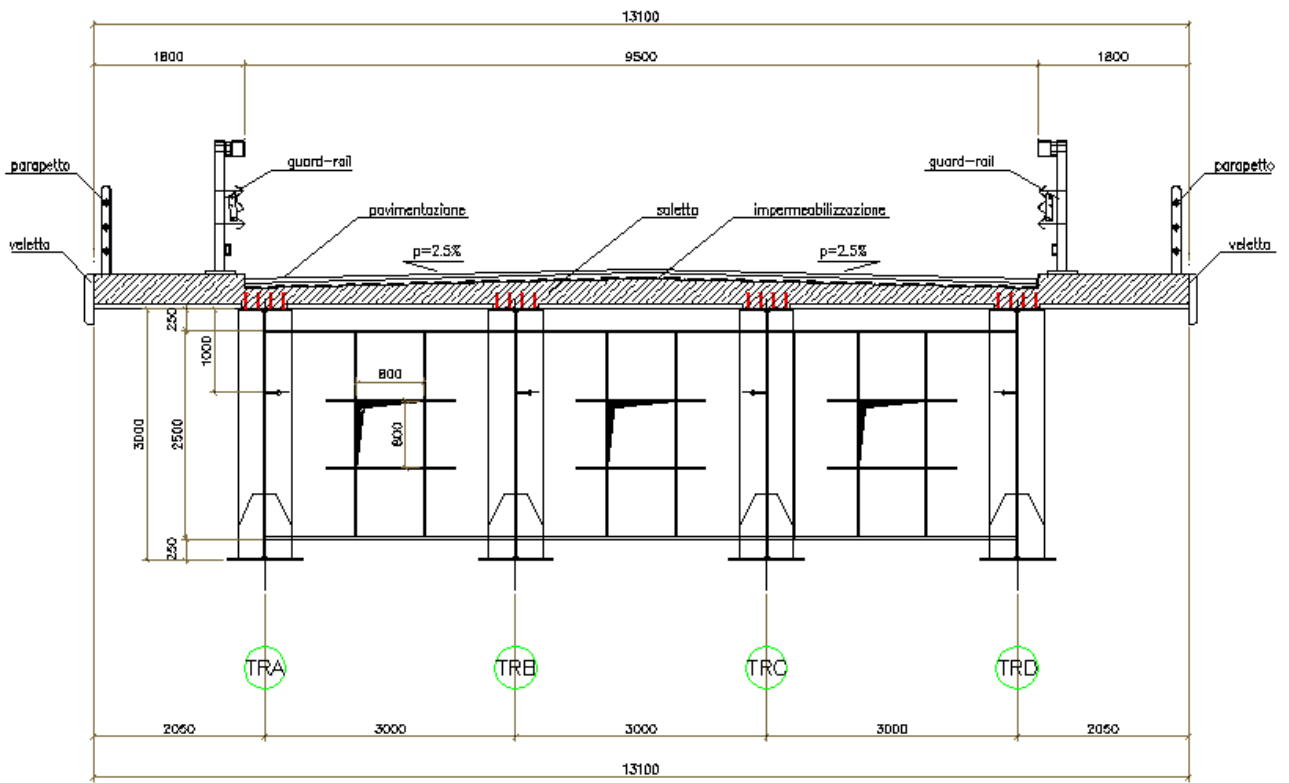 13100
1800 9500 1800
parapetto guard-rail guard-rail parapetto
pavimentazione soletta impermeabilizzazione
veletta p=2.5% p=2.5% veletta
250
1000
800
3000 2500 800
250
TRA TRB TRC TRD
2050 3000 3000 3000 2050
13100